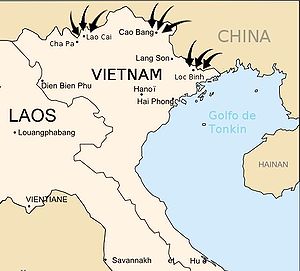 Cao Bang
Lao Cai
Cha Pa
CHINA
Lang Son
VIETNAM
Loc Binh
Dien Bien Phu
Hanoï
Hai Phong
LAOS
Golfo de
Tonkin
Louangphabang
HAINAN
VIENTIANE
Savannakh
Hu